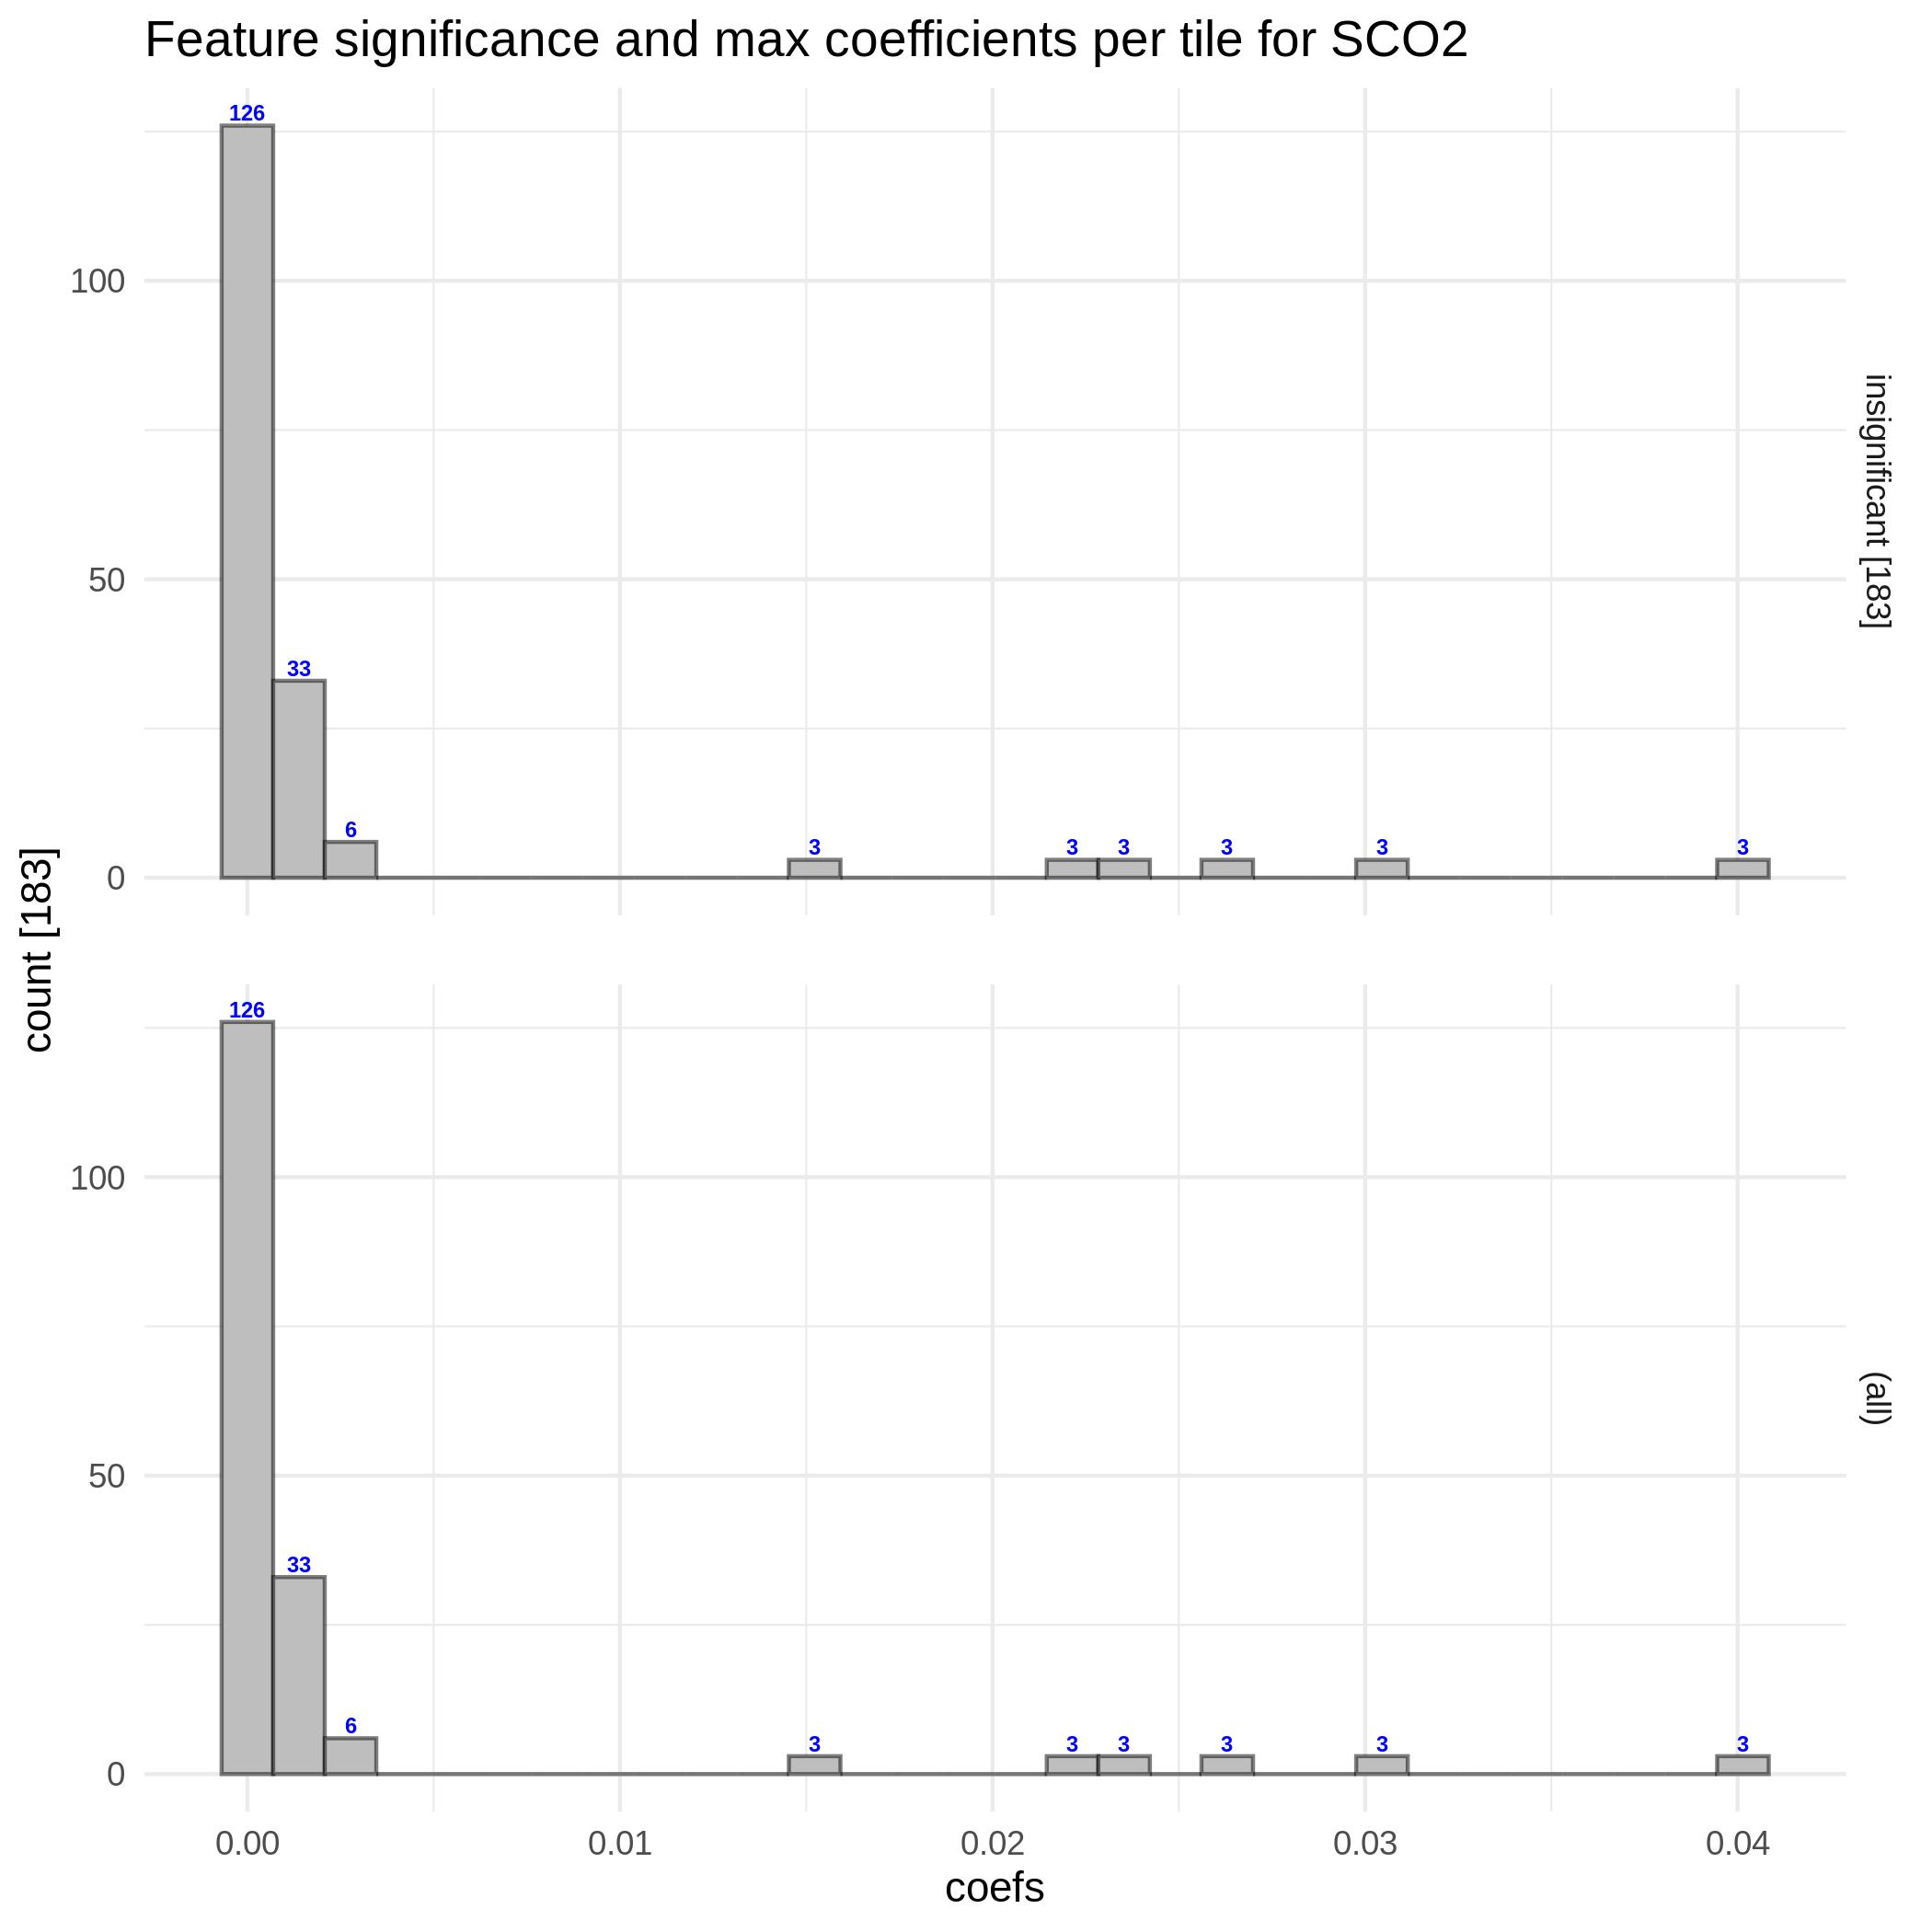 Feature significance and max coefficients per tile for SCO2
126
100
33
50
6
3 3 3 3 3 3
0
insignificant [183]
count [183]
126
100
33
50
6
3 3 3 3 3 3
0
(all)
0.00 0.01 0.02 0.03 0.04
coefs